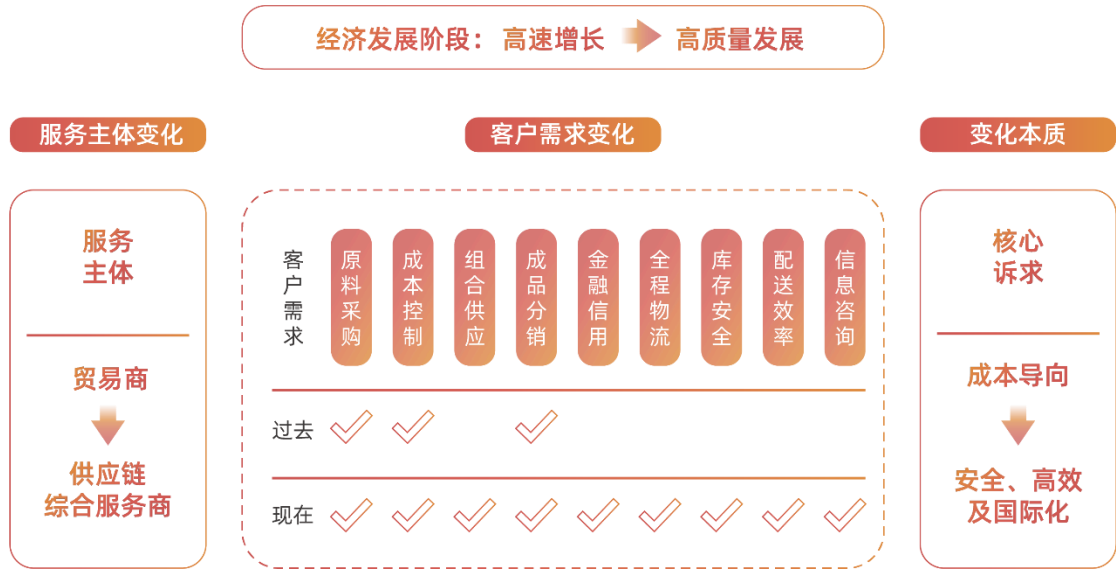 经济发展阶段： 高速增长 高质量发展
服务主体变化
客户需求变化
变化本质
服务
主体
贸易商
供应链
综合服务商
客户需求
原料采购
成本控制
组合供应
成品分销
金融信用
全程物流
库存安全
配送效率
信息咨询
过去
现在
核心
诉求
成本导向
安全、高效
及国际化